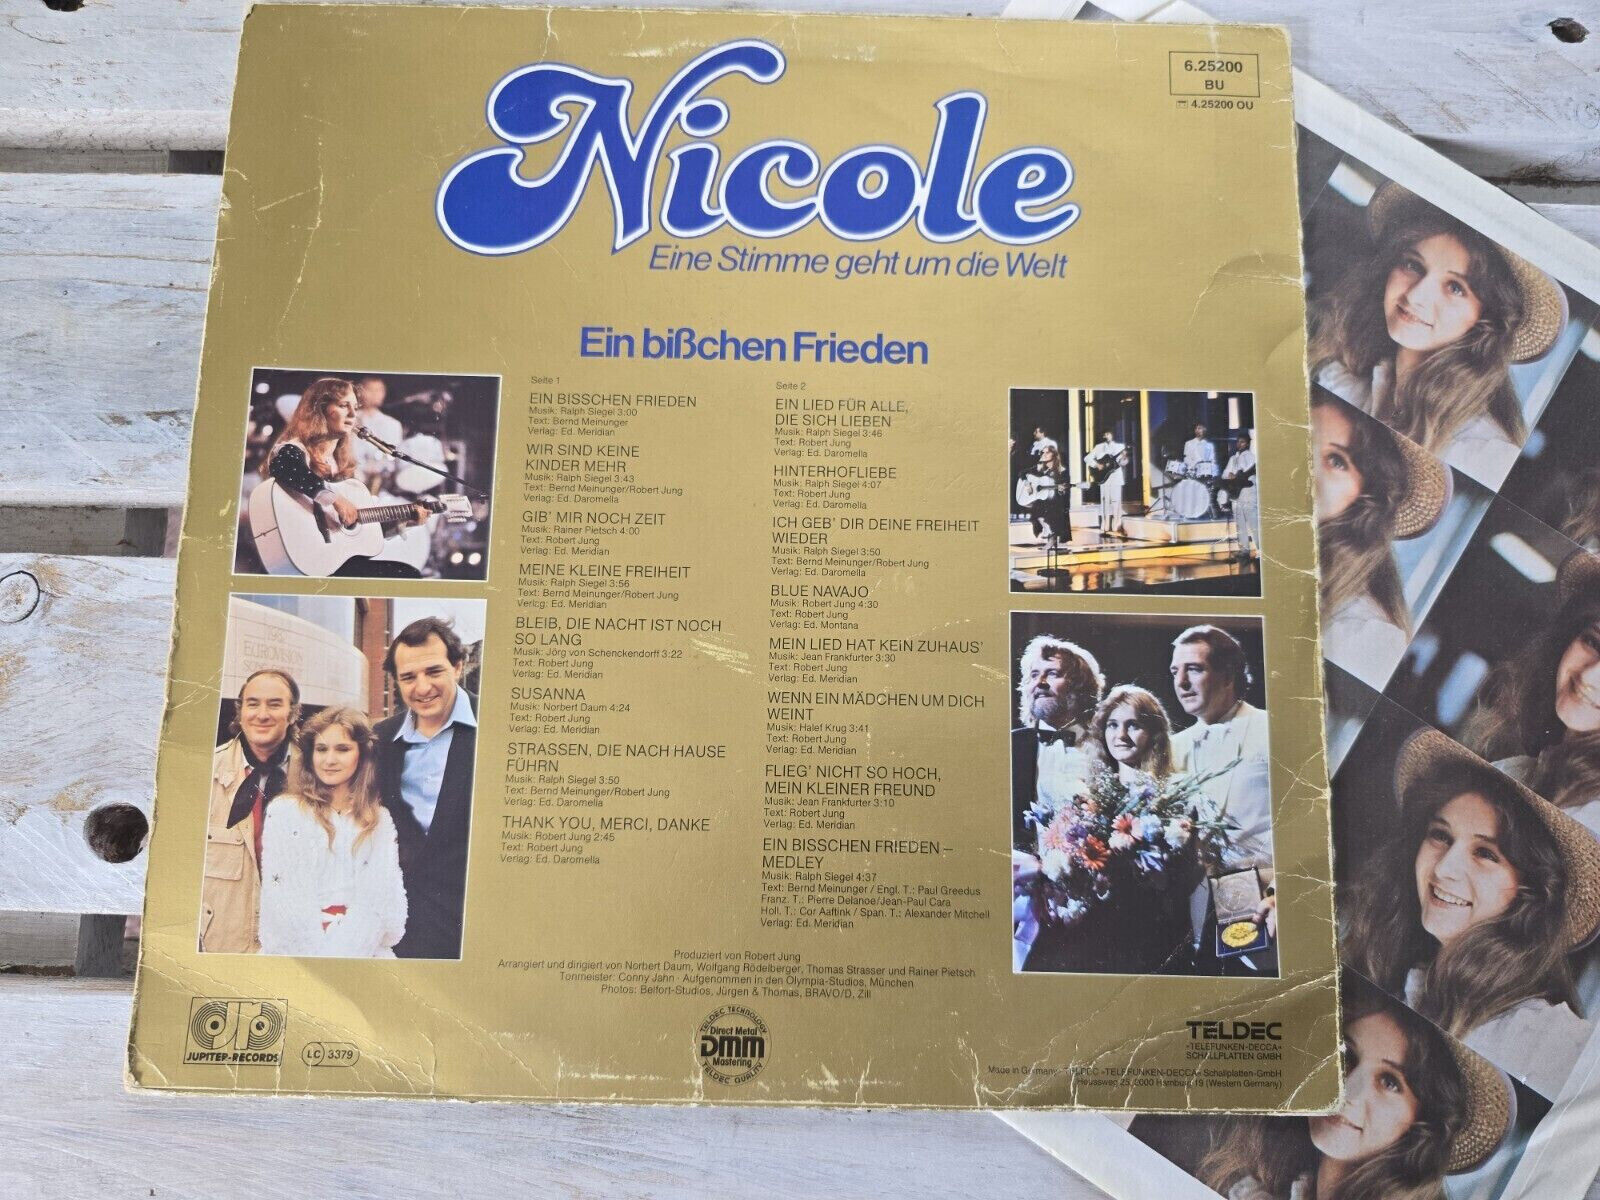 6.25200
BU
4.25200 OU
Nicole
Eine Stimme geht um die Welt
Ein bißchen Frieden
Seite 1
EIN BISSCHEN FRIEDEN
Musik: Ralph Siegel 3:00
Text: Bernd Meinunger
Verlag: Ed. Meridian
WIR SIND KEINE
KINDER MEHR
Musik: Ralph Siegel 3:43
Text: Bernd Meinunger/Robert Jung
Verlag: Ed. Daromella
GIB' MIR NOCH ZEIT
Musik: Rainer Pietsch 4:00
Text: Robert Jung
Verlag: Ed. Meridian
MEINE KLEINE FREIHEIT
Musik: Ralph Siegel 3:56
Text: Bernd Meinunger/Robert Jung
Verlag: Ed. Meridian
BLEIB, DIE NACHT IST NOCH
SO LANG
Musik: Jörg von Schenckendorff 3:22
Text: Robert Jung
Verlag: Ed. Meridian
SUSANNA
Musik: Norbert Daum 4:24
Text: Robert Jung
Verlag: Ed. Meridian
STRASSEN, DIE NACH HAUSE
FÜHRN
Musik: Ralph Siegel 3:50
Text: Bernd Meinunger/Robert Jung
Verlag: Ed. Daromella
THANK YOU, MERCI, DANKE
Musik: Robert Jung 2:45
Text: Robert Jung
Verlag: Ed. Daromella
Seite 2
EIN LIED FÜR ALLE,
DIE SICH LIEBEN
Musik: Ralph Siegel 3:46
Text: Robert Jung
Verlag: Ed. Daromella
HINTERHOFLIEBE
Musik: Ralph Siegel 4:07
Text: Robert Jung
Verlag: Ed. Daromella
ICH GEB' DIR DEINE FREIHEIT
WIEDER
Musik: Ralph Siegel 3:50
Text: Bernd Meinunger/Robert Jung
Verlag: Ed. Daromella
BLUE NAVAJO
Musik: Robert Jung 4:30
Text: Robert Jung
Verlag: Ed. Montana
MEIN LIED HAT KEIN ZUHAUS'
Musik: Jean Frankfurter 3:30
Text: Robert Jung
Verlag: Ed. Meridian
WENN EIN MÄDCHEN UM DICH
WEINT
Musik: Halef Krug 3:41
Text: Robert Jung
Verlag: Ed. Meridian
FLIEG' NICHT SO HOCH,
MEIN KLEINER FREUND
Musik: Jean Frankfurter 3:10
Text: Robert Jung
Verlag: Ed. Meridian
EIN BISSCHEN FRIEDEN –
MEDLEY
Musik: Ralph Siegel 4:37
Text: Bernd Meinunger / Engl. T.: Paul Greedus
Franz. T.: Pierre Delanoe/Jean-Paul Cara
Holl. T.: Cor Aaftink / Span. T.: Alexander Mitchell
Verlag: Ed. Meridian
1982
EUROVISION
Produziert von Robert Jung
Arrangiert und dirigiert von Norbert Daum, Wolfgang Rödelberger, Thomas Strasser und Rainer Pietsch
Tonmeister: Conny Jahn · Aufgenommen in den Olympia-Studios, München
Photos: Belfort-Studios, Jürgen & Thomas, BRAVO/D, Zill
JR
JUPITER-RECORDS
LC 3379
TELDEC TECHNOLOGY
Direct Metal
DMM
Mastering
TELDEC QUALITY
TELDEC
»TELEFUNKEN-DECCA«
SCHALLPLATTEN GMBH
Made in Germany · TELDEC »TELEFUNKEN-DECCA« Schallplatten-GmbH
Heussweg 25, 2000 Hamburg 19 (Western Germany)